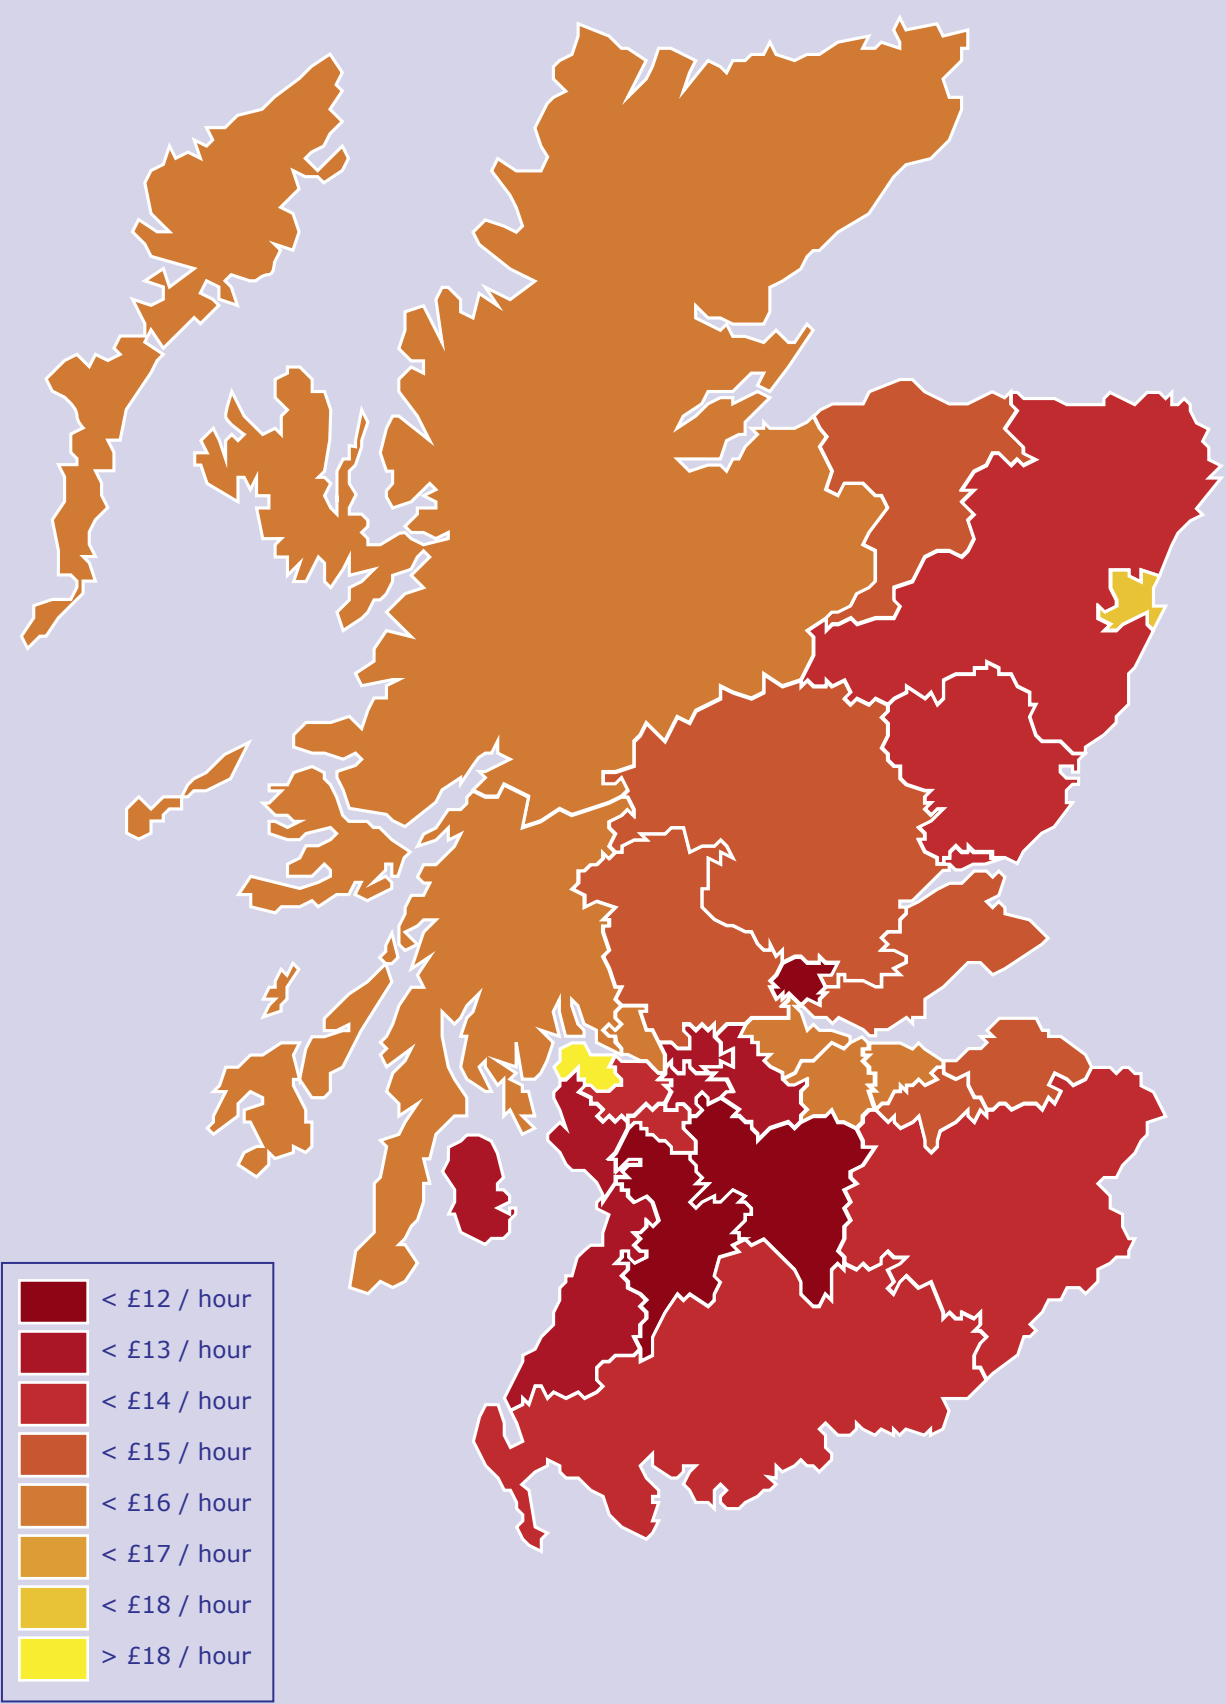 < £12 / hour
< £13 / hour
< £14 / hour
< £15 / hour
< £16 / hour
< £17 / hour
< £18 / hour
> £18 / hour